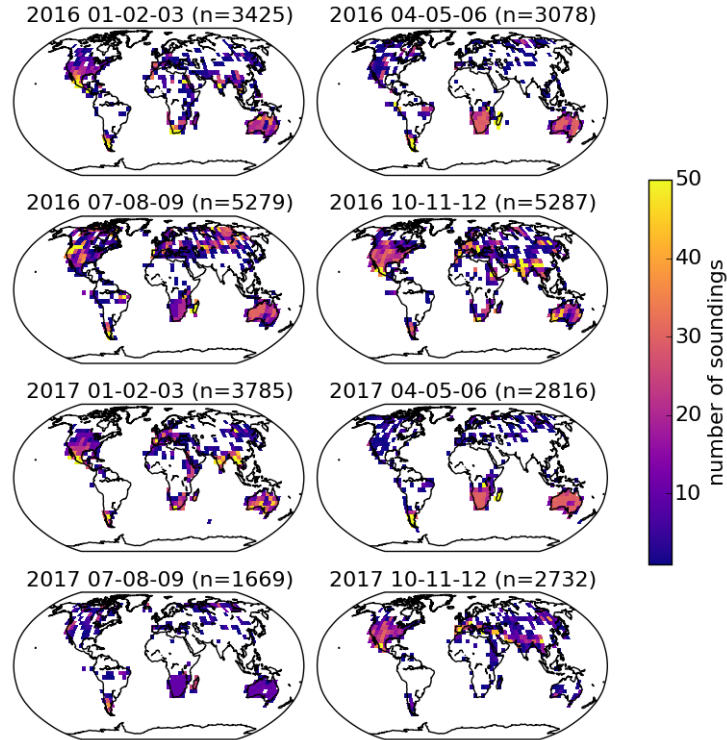 2016 01-02-03 (n=3425)
2016 04-05-06 (n=3078)
2016 07-08-09 (n=5279)
2016 10-11-12 (n=5287)
2017 01-02-03 (n=3785)
2017 04-05-06 (n=2816)
2017 07-08-09 (n=1669)
2017 10-11-12 (n=2732)
50
40
30
20
10
number of soundings